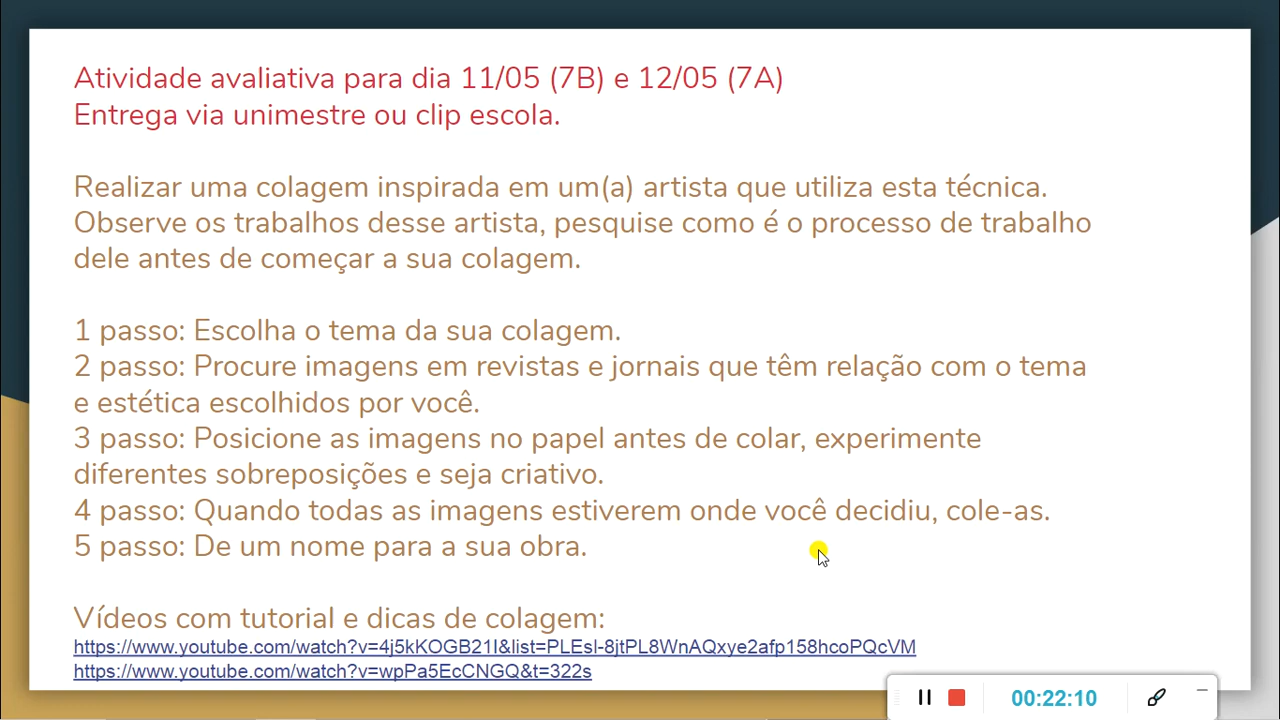 Atividade avaliativa para dia 11/05 (7B) e 12/05 (7A)
Entrega via unimestre ou clip escola.
Realizar uma colagem inspirada em um(a) artista que utiliza esta técnica.
Observe os trabalhos desse artista, pesquise como é o processo de trabalho
dele antes de começar a sua colagem.
1 passo: Escolha o tema da sua colagem.
2 passo: Procure imagens em revistas e jornais que têm relação com o tema
e estética escolhidos por você.
3 passo: Posicione as imagens no papel antes de colar, experimente
diferentes sobreposições e seja criativo.
4 passo: Quando todas as imagens estiverem onde você decidiu, cole-as.
5 passo: De um nome para a sua obra.
Vídeos com tutorial e dicas de colagem:
https://www.youtube.com/watch?v=4j5kKOGB21I&list=PLEsI-8jtPL8WnAQxye2afp158hcoPQcVM
https://www.youtube.com/watch?v=wpPa5EcCNGQ&t=322s
00:22:10